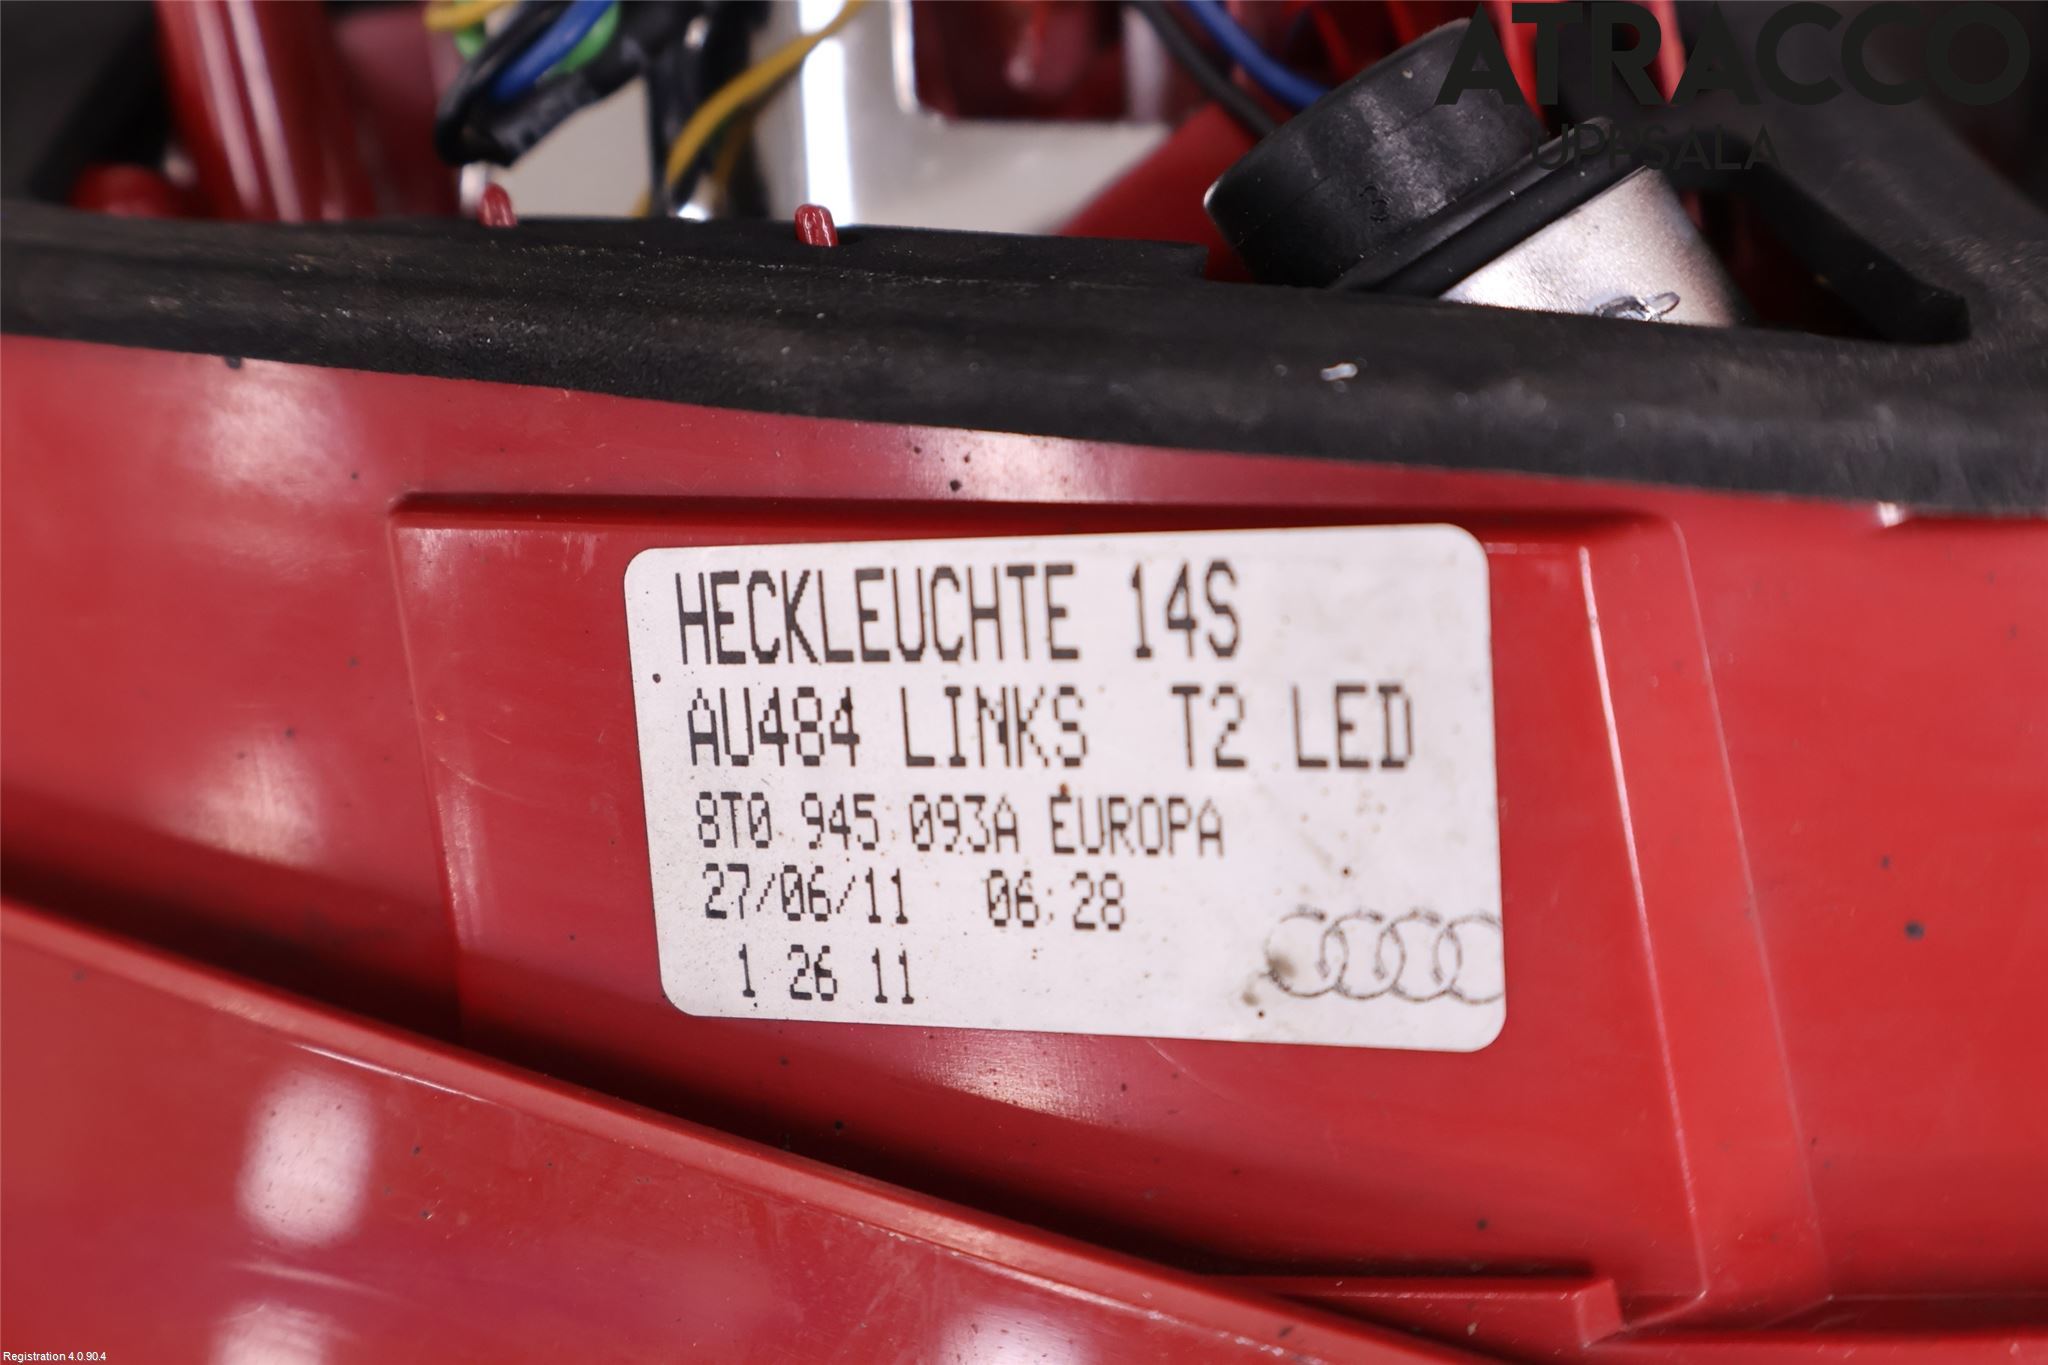 ATRACCO
UPPSALA
3
HECKLEUCHTE 14S
AU484 LINKS T2 LED
8T0 945 093A EUROPA
27/06/11 06:28
1 26 11
Registration 4.0.90.4